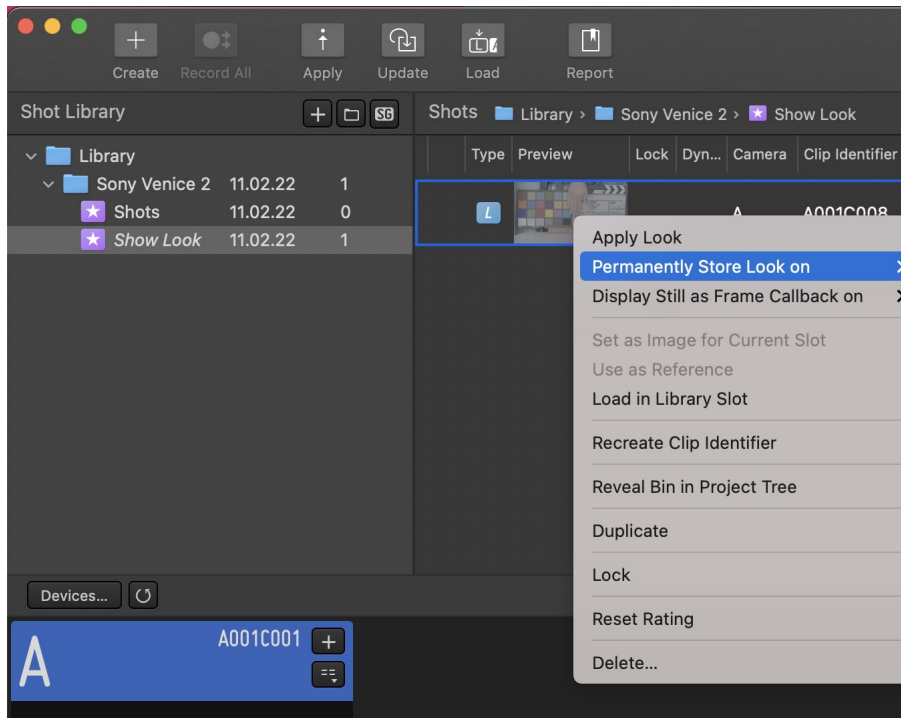 Create Record All Apply Update Load Report
Shot Library
SG
Shots Library › Sony Venice 2 › Show Look
Type Preview Lock Dyn... Camera Clip Identifier
Library
Sony Venice 2 11.02.22 1
Shots 11.02.22 0
Show Look 11.02.22 1
L
A A001C008
Apply Look
Permanently Store Look on
Display Still as Frame Callback on
Set as Image for Current Slot
Use as Reference
Load in Library Slot
Recreate Clip Identifier
Reveal Bin in Project Tree
Duplicate
Lock
Reset Rating
Delete...
Devices...
A A001C001